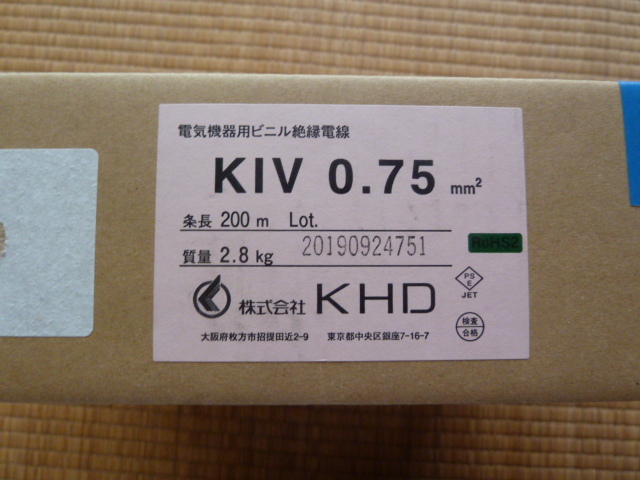 電気機器用ビニル絶縁電線
KIV 0.75 mm²
条長 200 m Lot.
質量 2.8 kg 20190924751
RoHS2
PS
E
JET
株式会社 KHD
検査
合格
大阪府枚方市招提田近2-9 東京都中央区銀座7-16-7